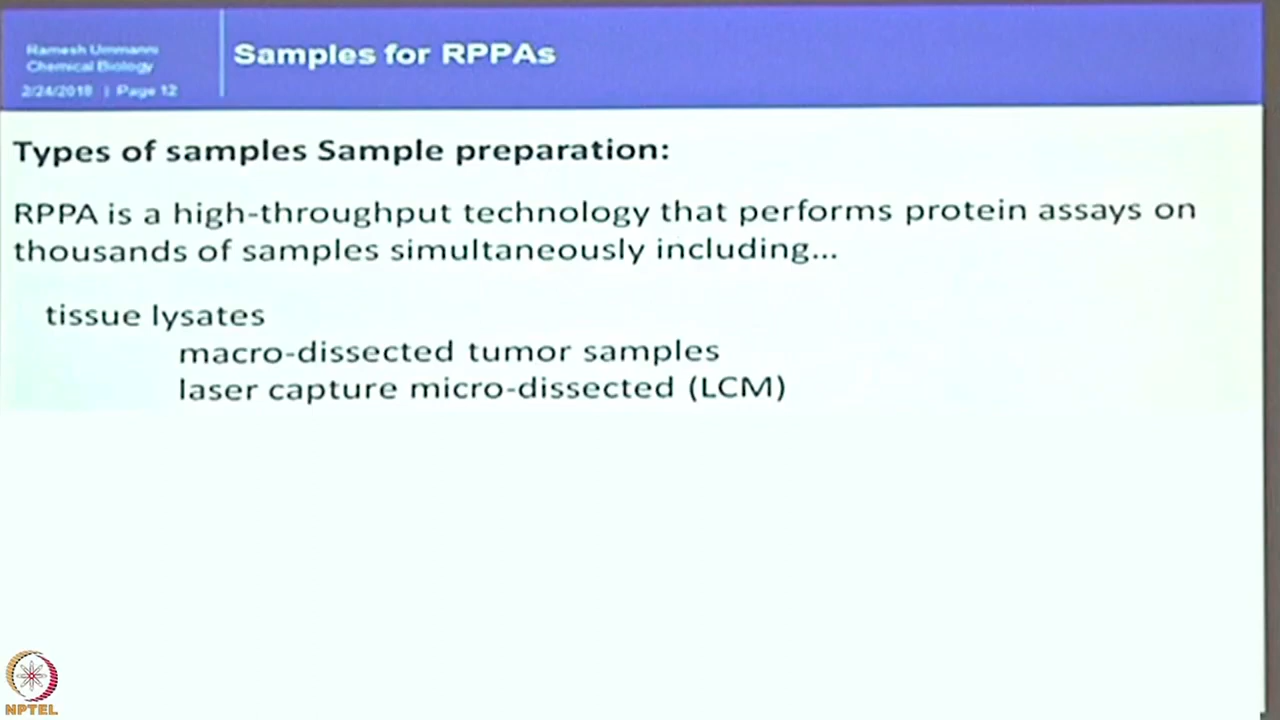 Ramesh Ummanni
Chemical Biology
2/24/2018 | Page 12
Samples for RPPAs
Types of samples Sample preparation:
RPPA is a high-throughput technology that performs protein assays on
thousands of samples simultaneously including...
tissue lysates
macro-dissected tumor samples
laser capture micro-dissected (LCM)
NPTEL